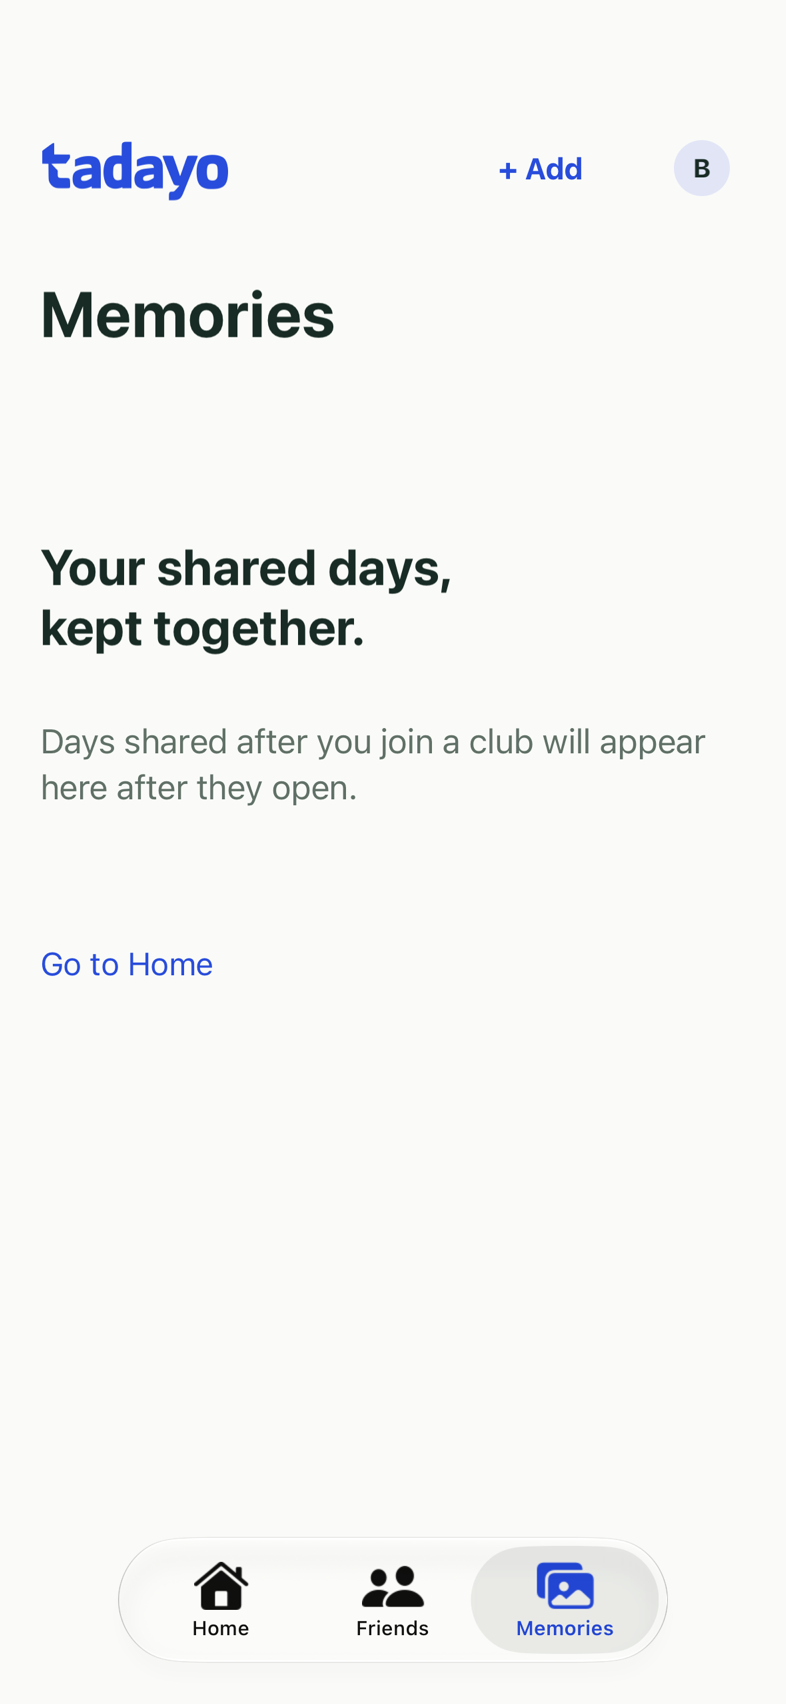 tadayo
+ Add
B
Memories
Your shared days,
kept together.
Days shared after you join a club will appear
here after they open.
Go to Home
Home
Friends
Memories